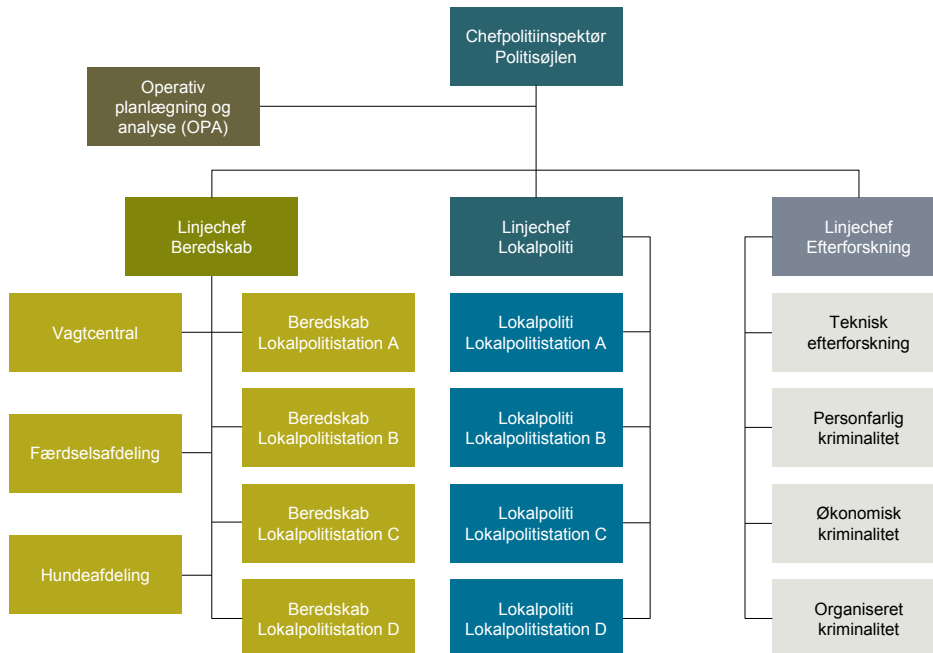 Chefpolitiinspektør
Politisøjlen
Operativ
planlægning og
analyse (OPA)
Linjechef
Beredskab
Linjechef
Lokalpoliti
Linjechef
Efterforskning
Vagtcentral
Beredskab
Lokalpolitistation A
Lokalpoliti
Lokalpolitistation A
Teknisk
efterforskning
Færdselsafdeling
Beredskab
Lokalpolitistation B
Lokalpoliti
Lokalpolitistation B
Personfarlig
kriminalitet
Hundeafdeling
Beredskab
Lokalpolitistation C
Lokalpoliti
Lokalpolitistation C
Økonomisk
kriminalitet
Beredskab
Lokalpolitistation D
Lokalpoliti
Lokalpolitistation D
Organiseret
kriminalitet